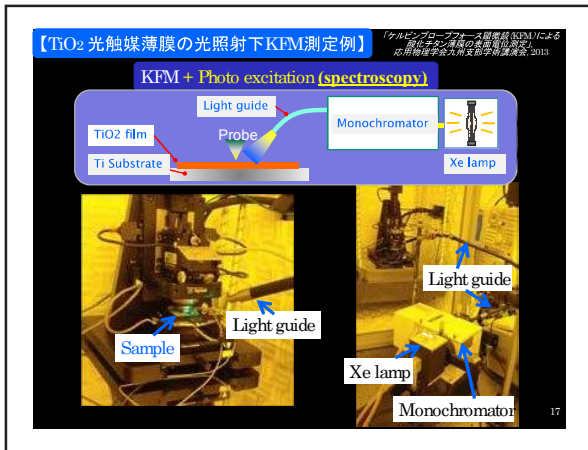 【TiO2 光触媒薄膜の光照射下KFM測定例】
「ケルビンプローブフォース顕微鏡(KFM)による
酸化チタン薄膜の表面電位測定」,
応用物理学会九州支部学術講演会, 2013
KFM + Photo excitation (spectroscopy)
Light guide
Monochromator
TiO2 film
Probe
Ti Substrate
Xe lamp
Light guide
Sample
Light guide
Xe lamp
Monochromator
17